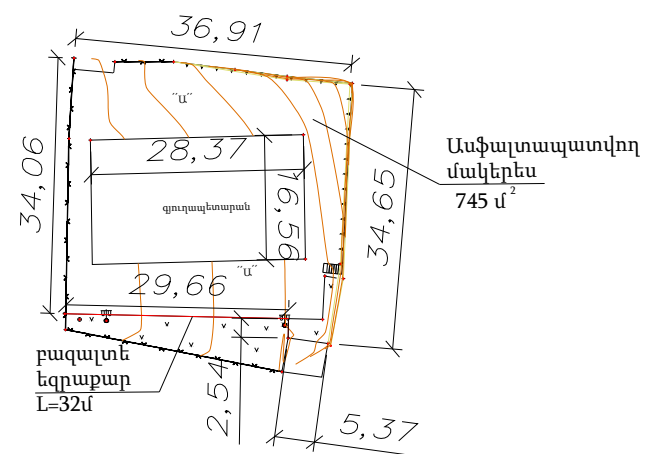 36,91
"Ա"
Ասֆալտապատվող
մակերես
745 մ²
28,37
34,06
16,56
34,65
գյուղապետարան
"Ա"
29,66
բազալտե
եզրաքար
L=32մ
2,54
5,37